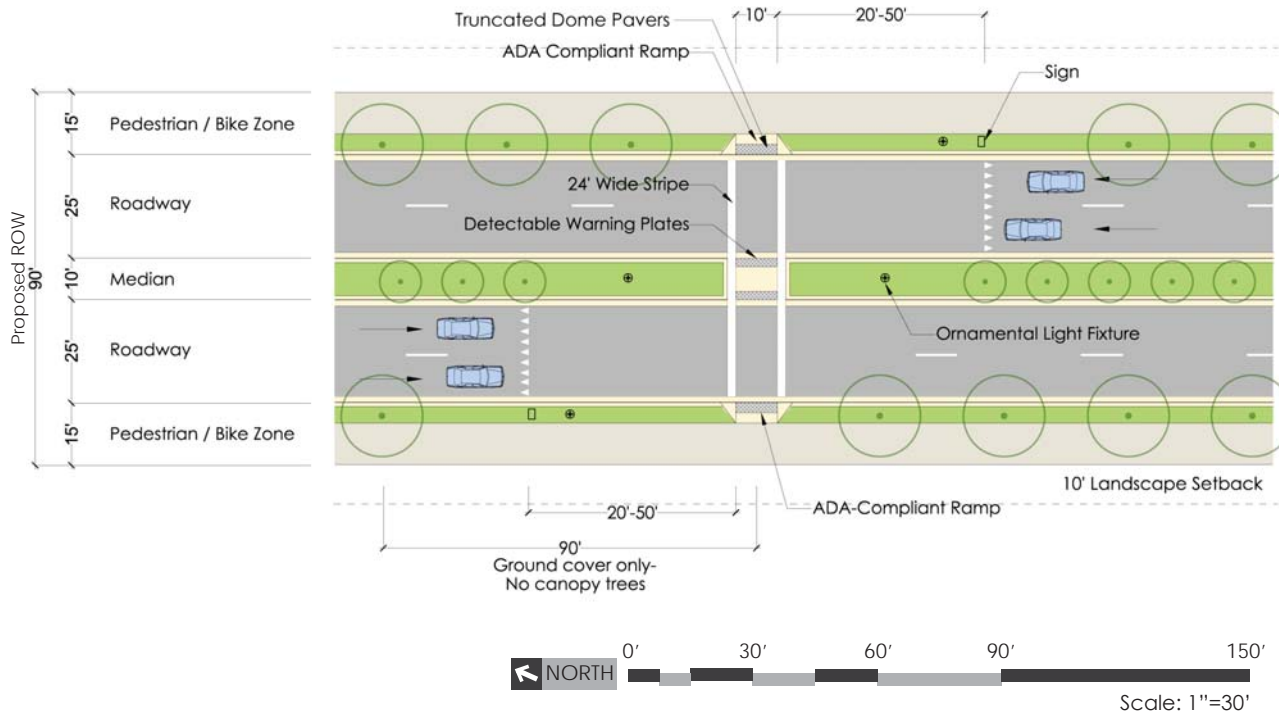 Truncated Dome Pavers
10'
20'-50'
ADA Compliant Ramp
Sign
15'
Pedestrian / Bike Zone
24' Wide Stripe
25'
Roadway
Detectable Warning Plates
Proposed ROW
90'
10'
Median
Ornamental Light Fixture
25'
Roadway
15'
Pedestrian / Bike Zone
10' Landscape Setback
20'-50'
ADA-Compliant Ramp
90'
Ground cover only-
No canopy trees
NORTH
0' 30' 60' 90' 150'
Scale: 1”=30’